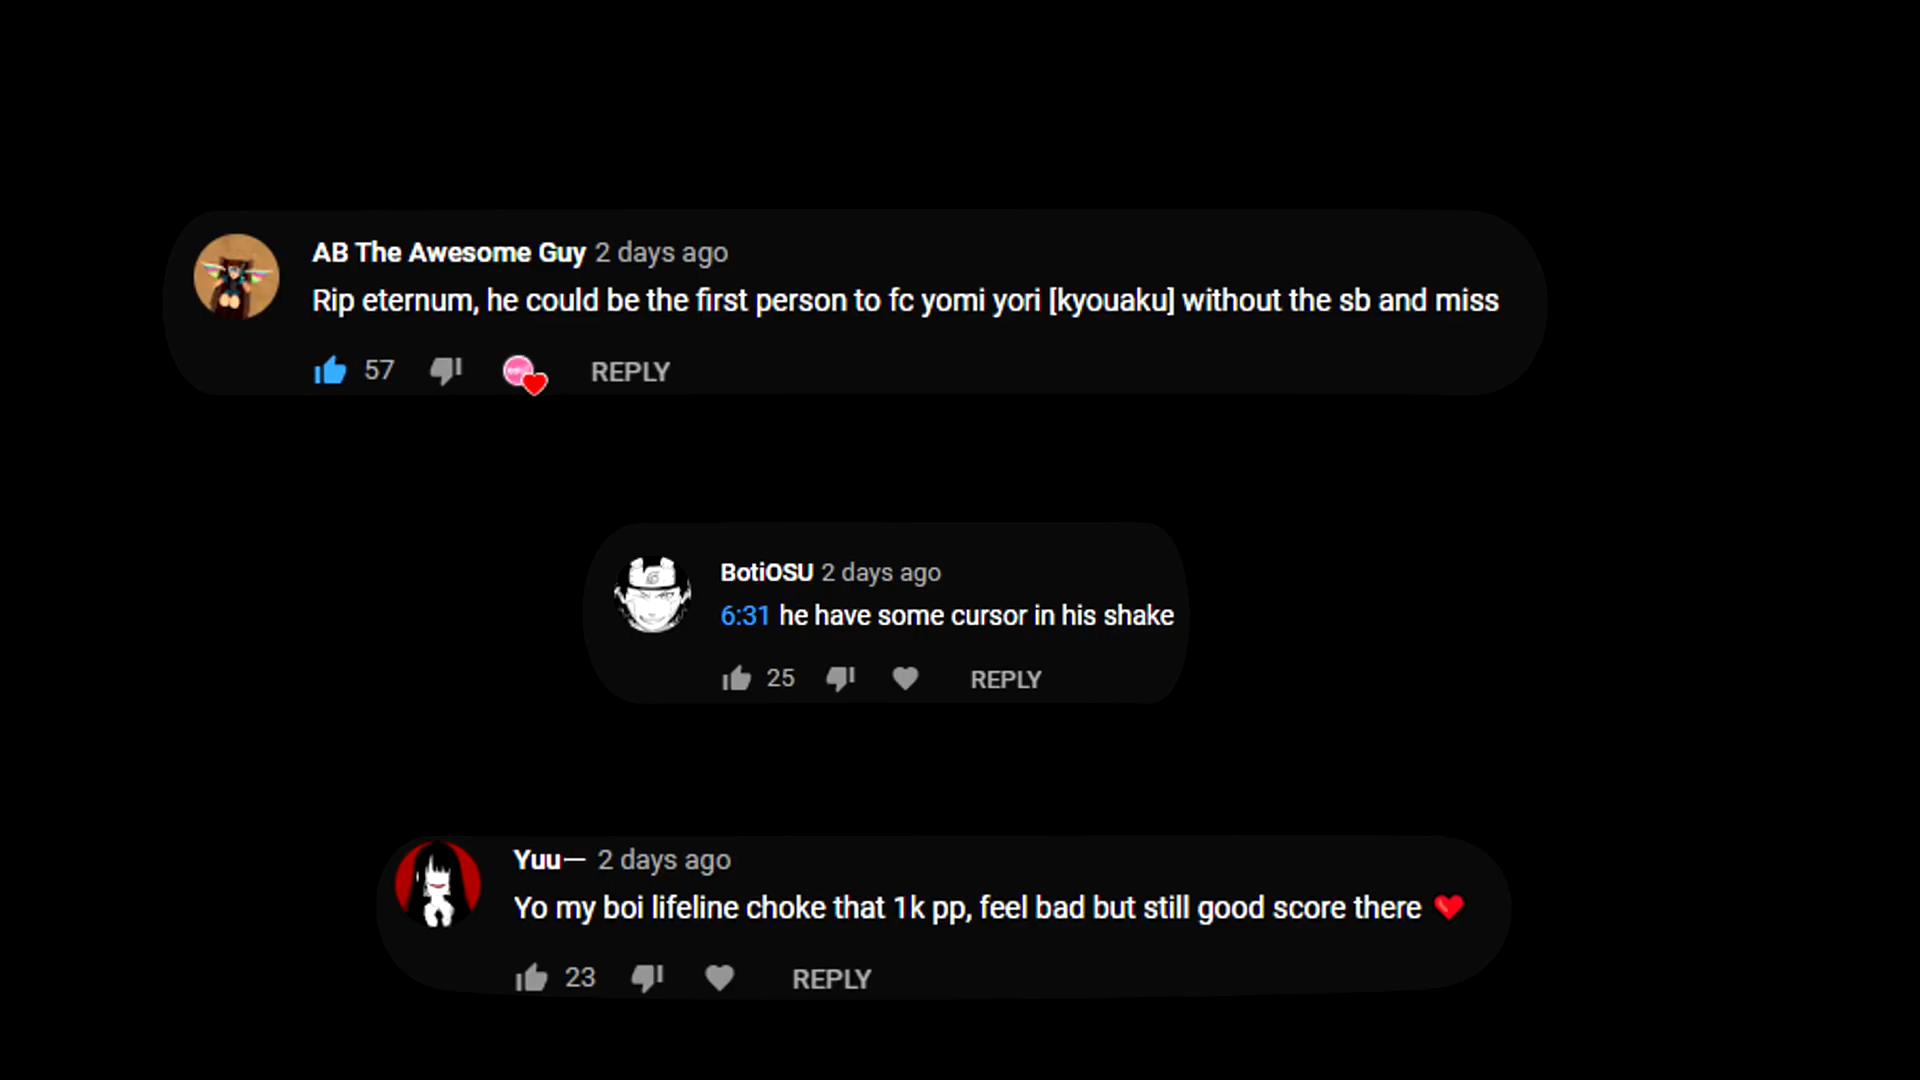 AB The Awesome Guy 2 days ago
Rip eternum, he could be the first person to fc yomi yori [kyouaku] without the sb and miss
57 REPLY
BotiOSU 2 days ago
6:31 he have some cursor in his shake
25 REPLY
Yuu— 2 days ago
Yo my boi lifeline choke that 1k pp, feel bad but still good score there ❤️
23 REPLY